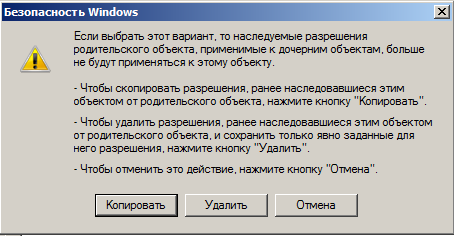 Безопасность Windows
Если выбрать этот вариант, то наследуемые разрешения
родительского объекта, применимые к дочерним объектам, больше
не будут применяться к этому объекту.
- Чтобы скопировать разрешения, ранее наследовавшиеся этим
объектом от родительского объекта, нажмите кнопку "Копировать".
- Чтобы удалить разрешения, ранее наследовавшиеся этим объектом
от родительского объекта, и сохранить только явно заданные для
него разрешения, нажмите кнопку "Удалить".
- Чтобы отменить это действие, нажмите кнопку "Отмена".
Копировать Удалить Отмена